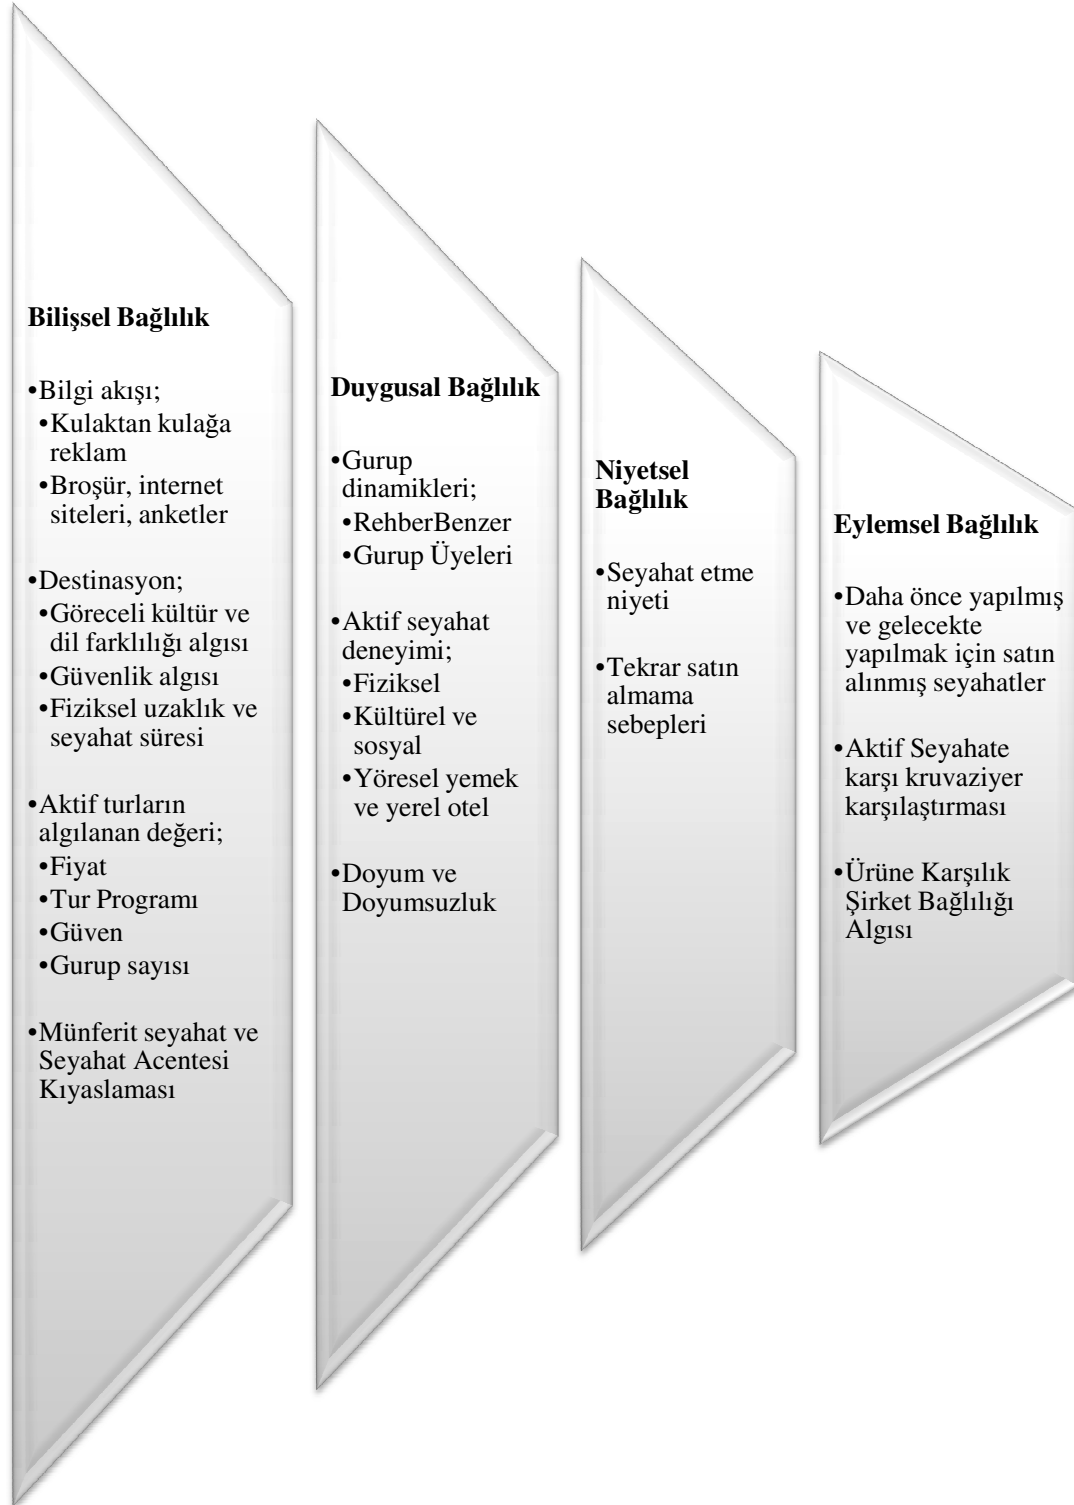 Bilişsel Bağlılık
•Bilgi akışı;
•Kulaktan kulağa
reklam
•Broşür, internet
siteleri, anketler
•Destinasyon;
•Göreceli kültür ve
dil farklılığı algısı
•Güvenlik algısı
•Fiziksel uzaklık ve
seyahat süresi
•Aktif turların
algılanan değeri;
•Fiyat
•Tur Programı
•Güven
•Gurup sayısı
•Münferit seyahat ve
Seyahat Acentesi
Kıyaslaması
Duygusal Bağlılık
•Gurup
dinamikleri;
•RehberBenzer
•Gurup Üyeleri
•Aktif seyahat
deneyimi;
•Fiziksel
•Kültürel ve
sosyal
•Yöresel yemek
ve yerel otel
•Doyum ve
Doyumsuzluk
Niyetsel
Bağlılık
•Seyahat etme
niyeti
•Tekrar satın
almama
sebepleri
Eylemsel Bağlılık
•Daha önce yapılmış
ve gelecekte
yapılmak için satın
alınmış seyahatler
•Aktif Seyahate
karşı kruvaziyer
karşılaştırması
•Ürüne Karşılık
Şirket Bağlılığı
Algısı